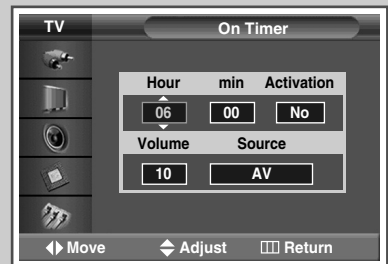 TV On Timer
Hour min Activation
06 00 No
Volume Source
10 AV
Move Adjust Return